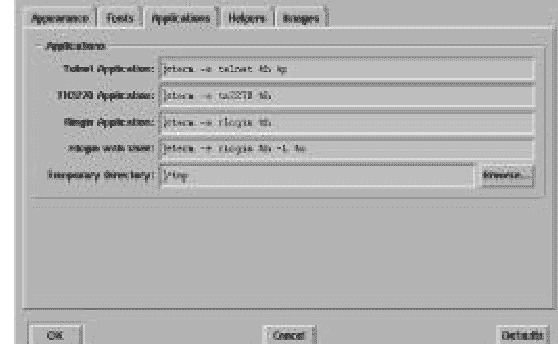 Appearance Fonts Applications Helpers Images
Applications
Telnet Application: xterm -e telnet %h %p
TN3270 Application: xterm -e tn3270 %h
Rlogin Application: xterm -e rlogin %h
Rlogin with User: xterm -e rlogin %h -l %u
Temporary Directory: /tmp Browse...
OK Cancel Defaults